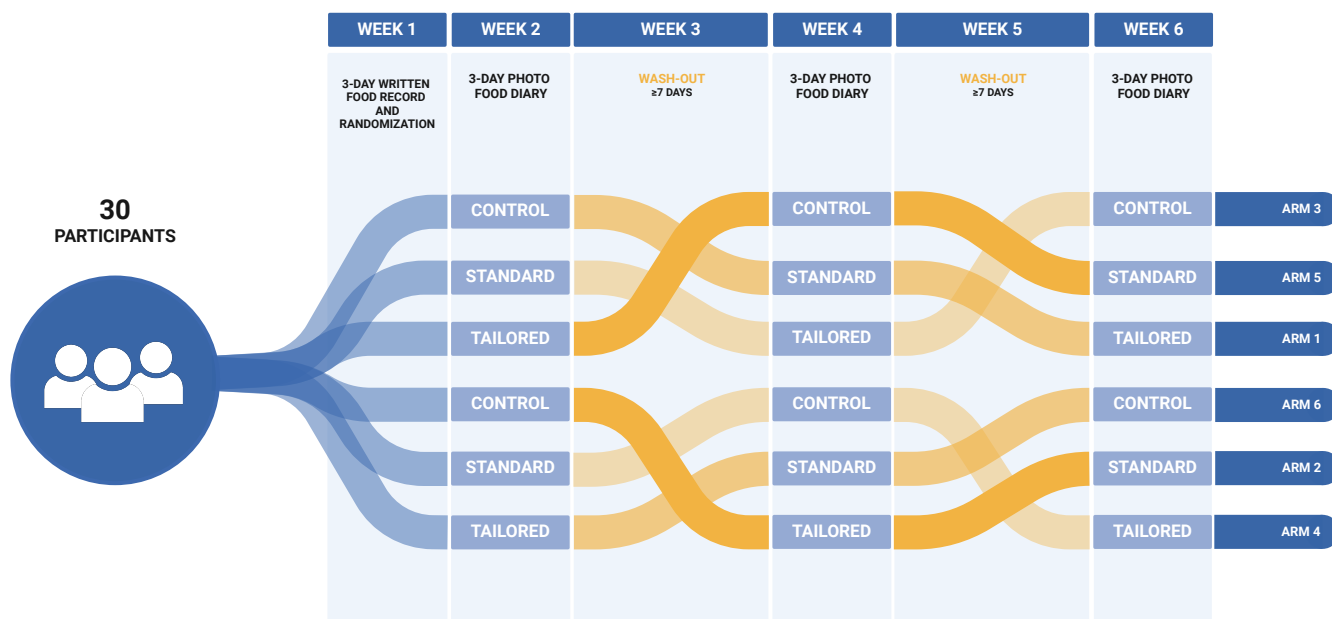 WEEK 1
WEEK 2
WEEK 3
WEEK 4
WEEK 5
WEEK 6
3-DAY WRITTEN
FOOD RECORD
AND
RANDOMIZATION
3-DAY PHOTO
FOOD DIARY
WASH-OUT
≥7 DAYS
3-DAY PHOTO
FOOD DIARY
WASH-OUT
≥7 DAYS
3-DAY PHOTO
FOOD DIARY
30
PARTICIPANTS
CONTROL
CONTROL
CONTROL
ARM 3
STANDARD
STANDARD
STANDARD
ARM 5
TAILORED
TAILORED
TAILORED
ARM 1
CONTROL
CONTROL
CONTROL
ARM 6
STANDARD
STANDARD
STANDARD
ARM 2
TAILORED
TAILORED
TAILORED
ARM 4